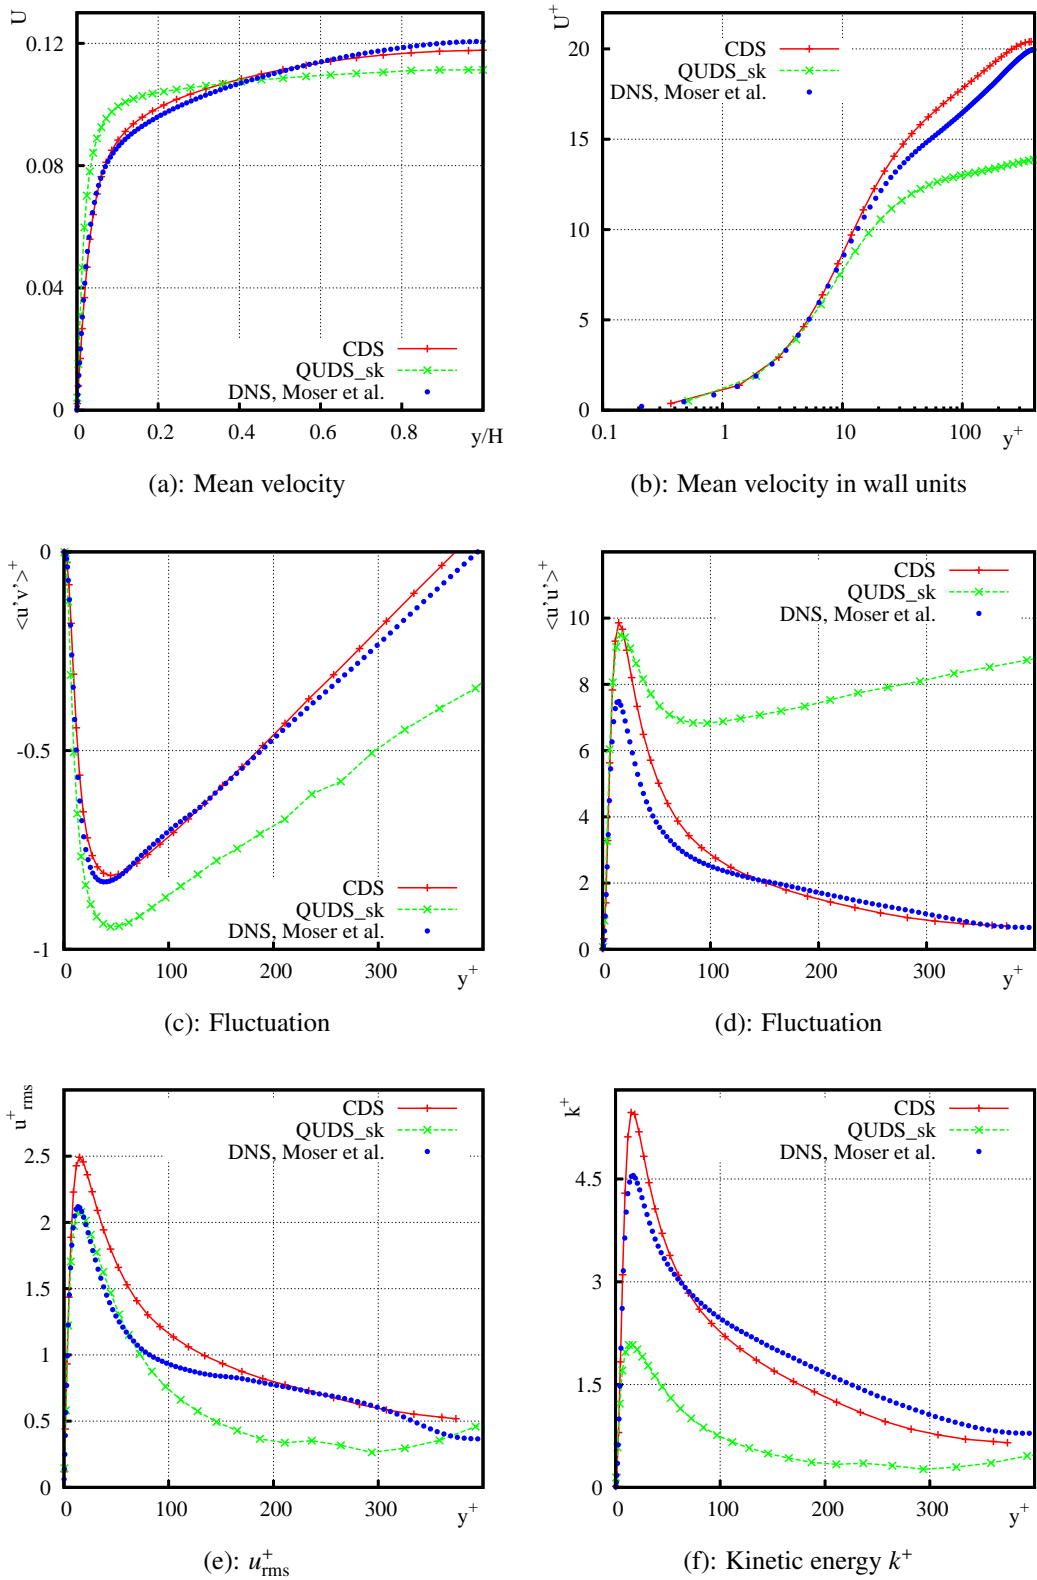 U
0.12
0.08
0.04
0
CDS
QUDS_sk
DNS, Moser et al.
0 0.2 0.4 0.6 0.8 y/H
(a): Mean velocity
U+
20
15
10
5
0
CDS
QUDS_sk
DNS, Moser et al.
0.1 1 10 100 y+
(b): Mean velocity in wall units
<u'v'>+
0
-0.5
-1
CDS
QUDS_sk
DNS, Moser et al.
0 100 200 300 y+
(c): Fluctuation
<u'u'>+
10
8
6
4
2
0
CDS
QUDS_sk
DNS, Moser et al.
0 100 200 300 y+
(d): Fluctuation
u+rms
2.5
2
1.5
1
0.5
0
CDS
QUDS_sk
DNS, Moser et al.
0 100 200 300 y+
(e): u+rms
k+
4.5
3
1.5
0
CDS
QUDS_sk
DNS, Moser et al.
0 100 200 300 y+
(f): Kinetic energy k+